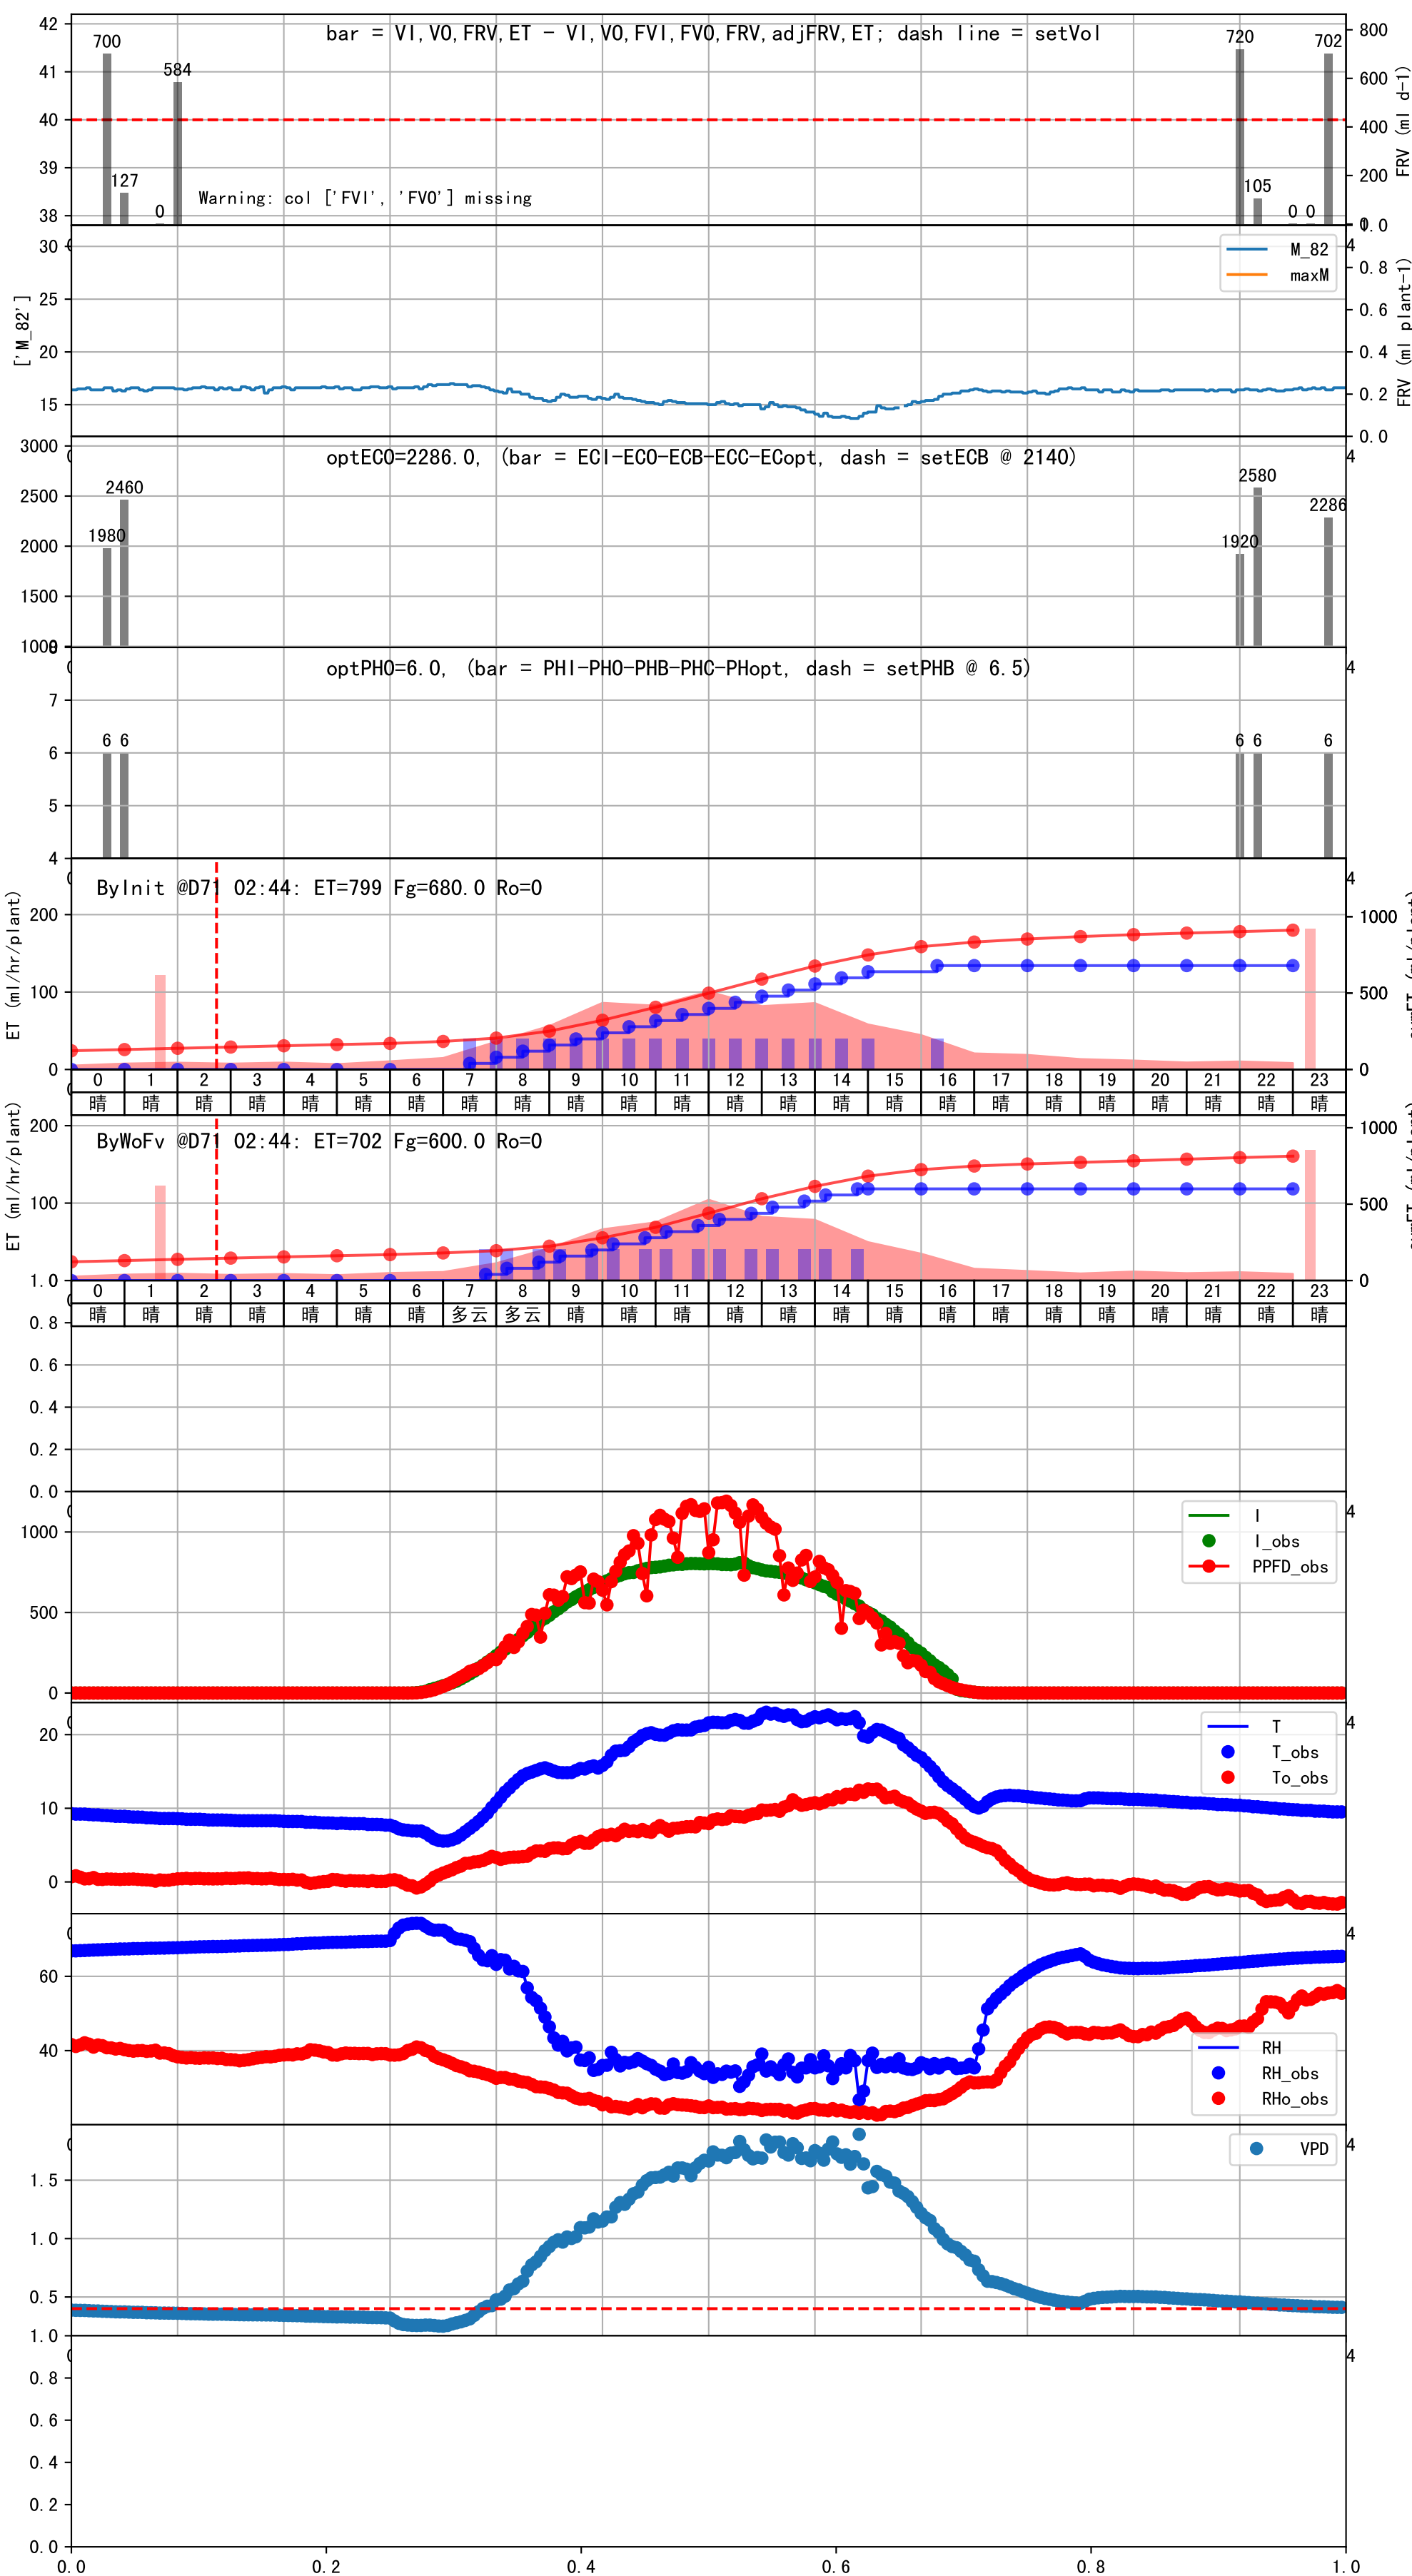 bar = VI,VO,FRV,ET - VI,VO,FVI,FVO,FRV,adjFRV,ET; dash line = setVol
42
41
40
39
38
700
127
0
584
720
105
0
0
702
Warning: col ['FVI', 'FVO'] missing
800
600
400
200
0
FRV (ml d-1)
['M_82']
30
25
20
15
M_82
maxM
0.8
0.6
0.4
0.2
0.0
FRV (ml plant-1)
optECO=2286.0, (bar = ECI-ECO-ECB-ECC-ECopt, dash = setECB @ 2140)
3000
2500
2000
1500
1000
1980
2460
1920
2580
2286
optPHO=6.0, (bar = PHI-PHO-PHB-PHC-PHopt, dash = setPHB @ 6.5)
7
6
5
4
6
6
6
6
6
ByInit @D71 02:44: ET=799 Fg=680.0 Ro=0
ET (ml/hr/plant)
200
100
0
1000
500
0
0 1 2 3 4 5 6 7 8 9 10 11 12 13 14 15 16 17 18 19 20 21 22 23
晴 晴 晴 晴 晴 晴 晴 晴 晴 晴 晴 晴 晴 晴 晴 晴 晴 晴 晴 晴 晴 晴 晴 晴
ByWoFv @D71 02:44: ET=702 Fg=600.0 Ro=0
ET (ml/hr/plant)
200
100
1000
500
0
0 1 2 3 4 5 6 7 8 9 10 11 12 13 14 15 16 17 18 19 20 21 22 23
晴 晴 晴 晴 晴 晴 晴 多云 多云 晴 晴 晴 晴 晴 晴 晴 晴 晴 晴 晴 晴 晴 晴 晴
1.0
0.8
0.6
0.4
0.2
0.0
1000
500
0
I
I_obs
PPFD_obs
20
10
0
T
T_obs
To_obs
60
40
RH
RH_obs
RHo_obs
1.5
1.0
0.5
VPD
1.0
0.8
0.6
0.4
0.2
0.0
0.0 0.2 0.4 0.6 0.8 1.0